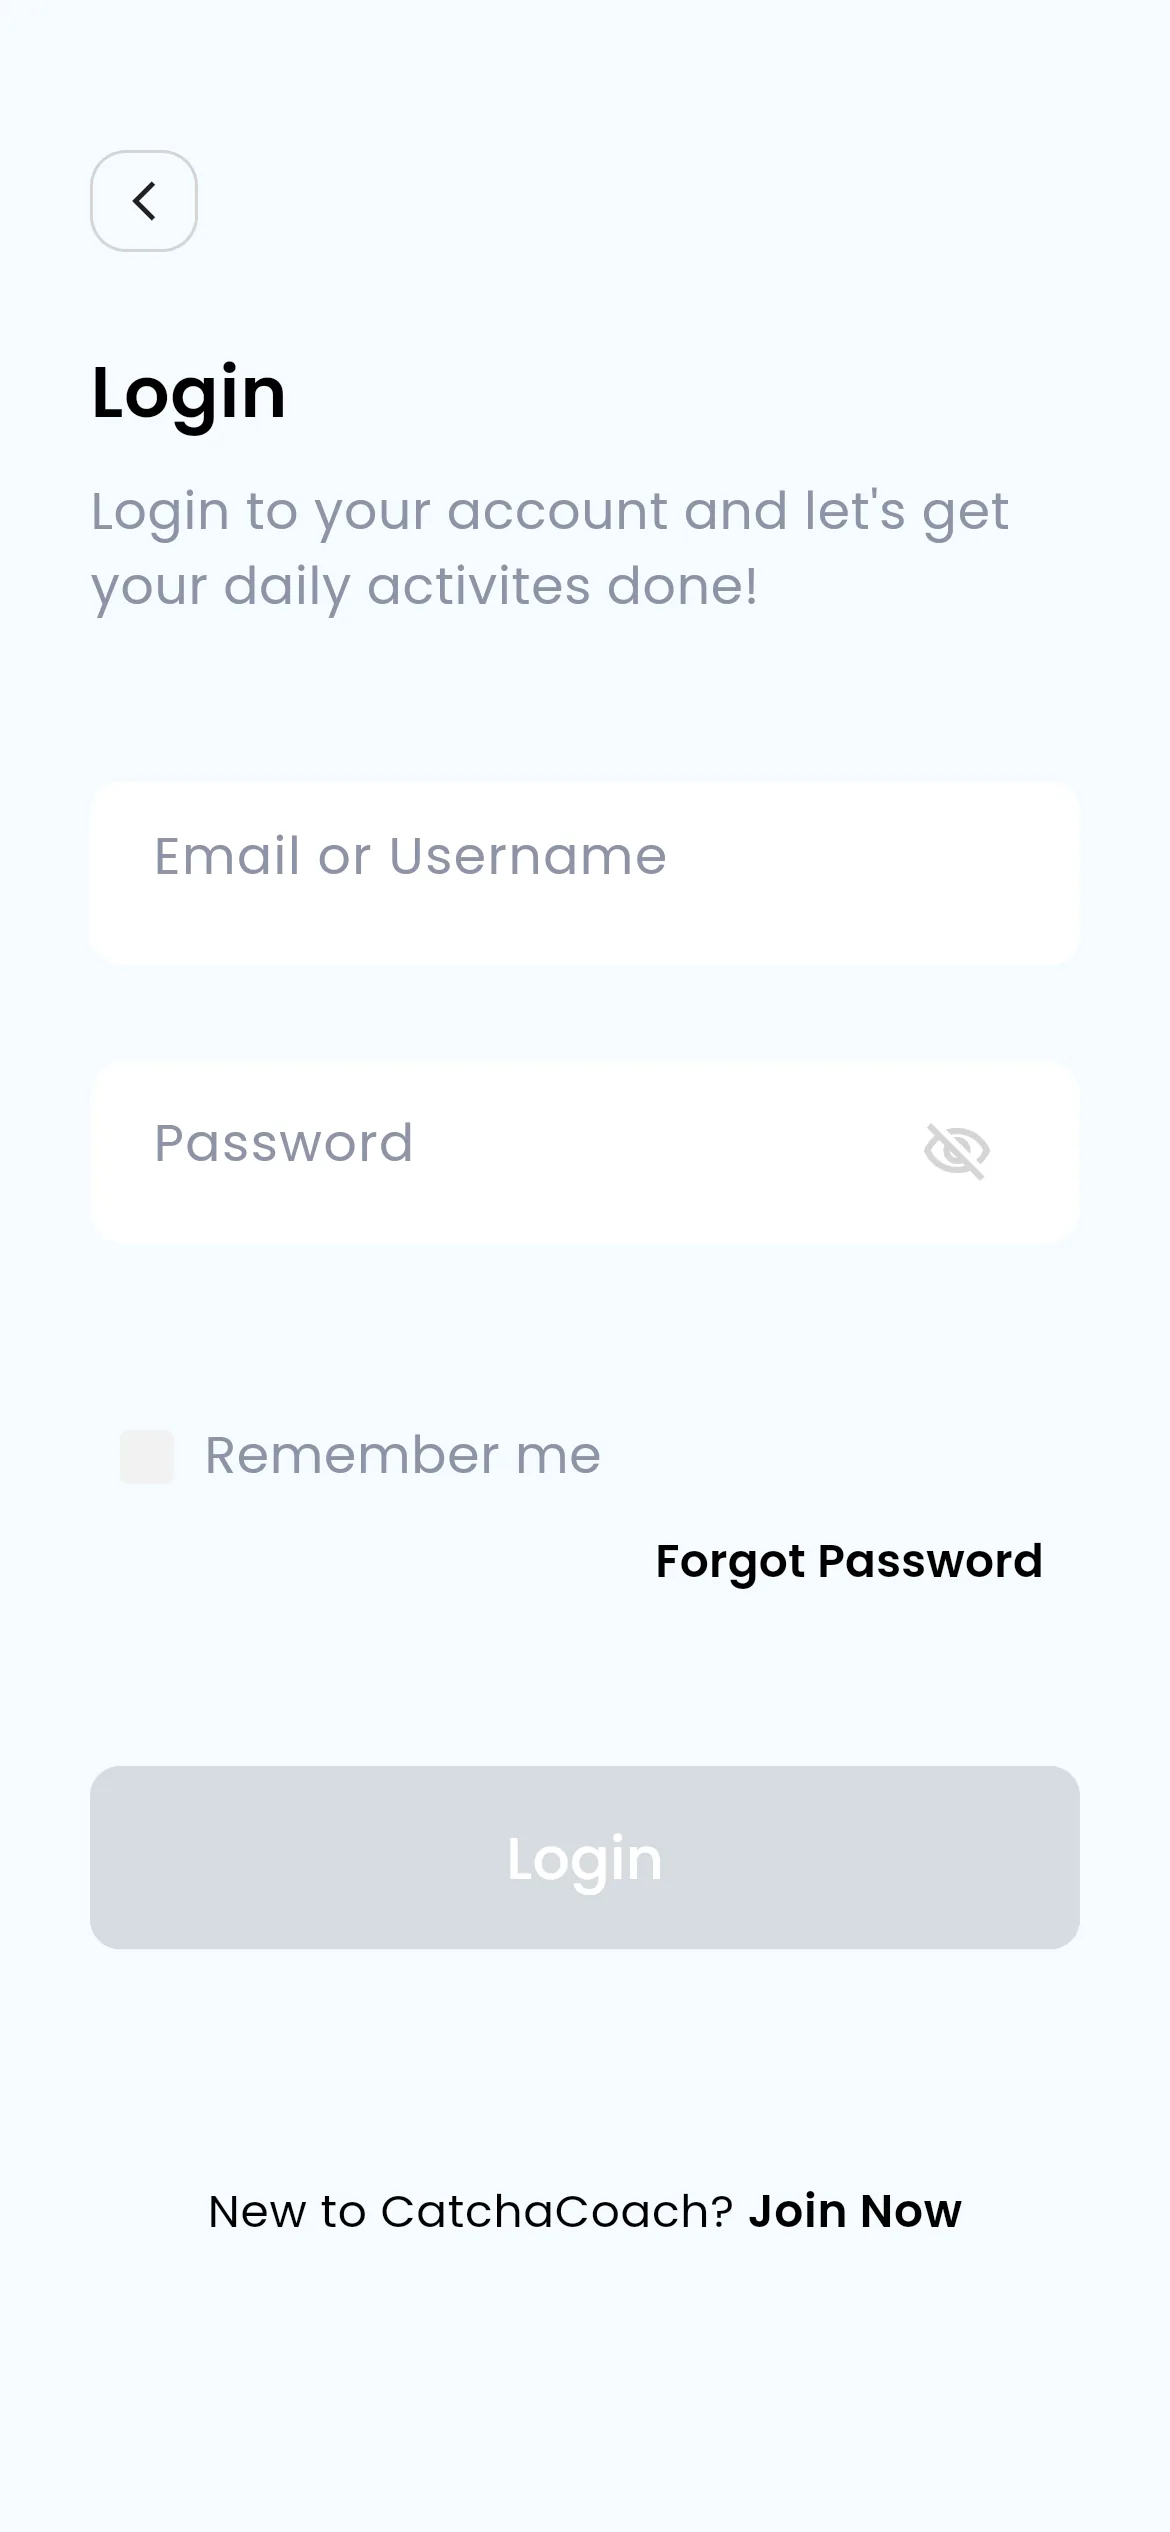 Login
Login to your account and let's get
your daily activites done!
Email or Username
Password
Remember me
Forgot Password
Login
New to CatchaCoach? Join Now